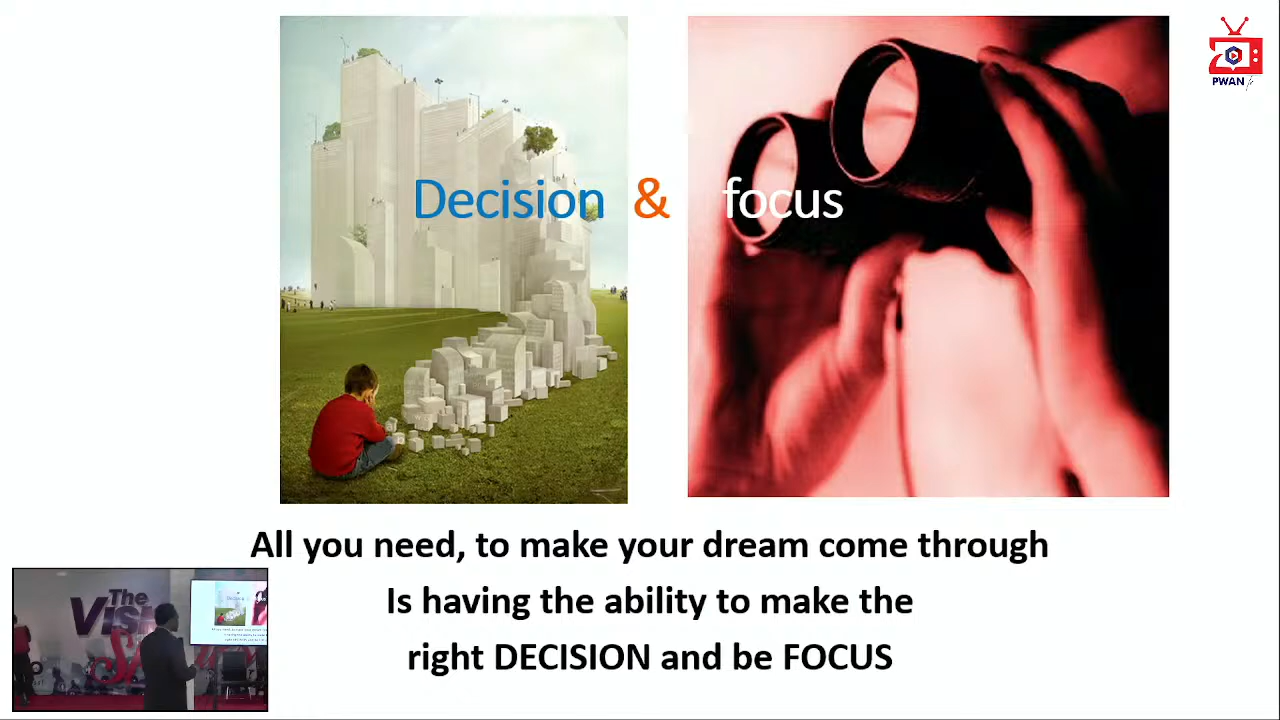 PWAN
Decision & focus
All you need, to make your dream come through
Is having the ability to make the
right DECISION and be FOCUS
The